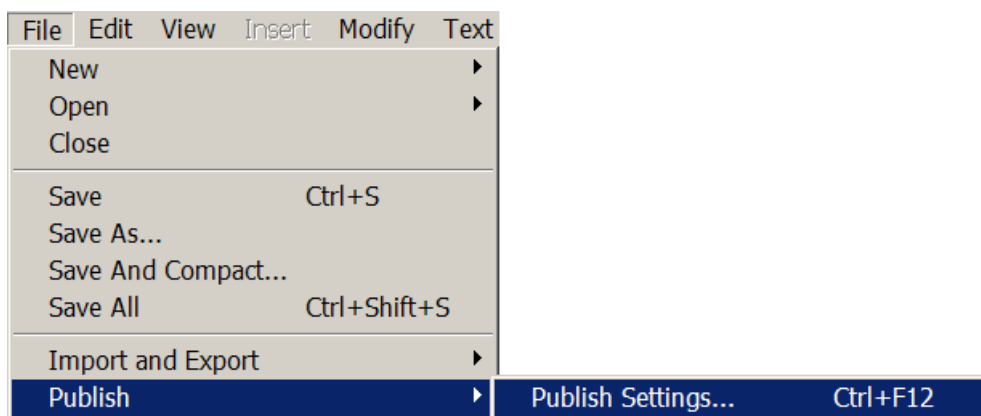 File Edit View Insert Modify Text
New
Open
Close
Save Ctrl+S
Save As...
Save And Compact...
Save All Ctrl+Shift+S
Import and Export
Publish Publish Settings... Ctrl+F12